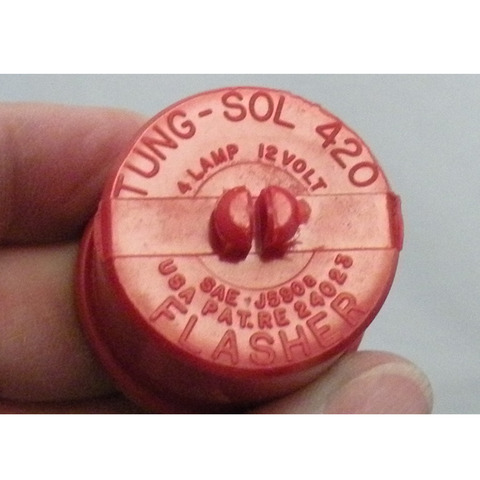 TUNG-SOL 420
4 LAMP 12 VOLT
SAE J590B
USA PAT. RE 24023
FLASHER